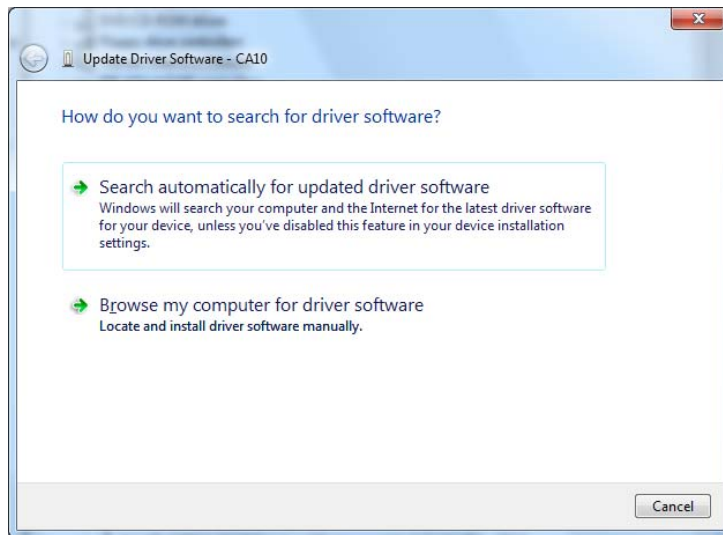 Update Driver Software - CA10
How do you want to search for driver software?
Search automatically for updated driver software
Windows will search your computer and the Internet for the latest driver software
for your device, unless you've disabled this feature in your device installation
settings.
Browse my computer for driver software
Locate and install driver software manually.
Cancel